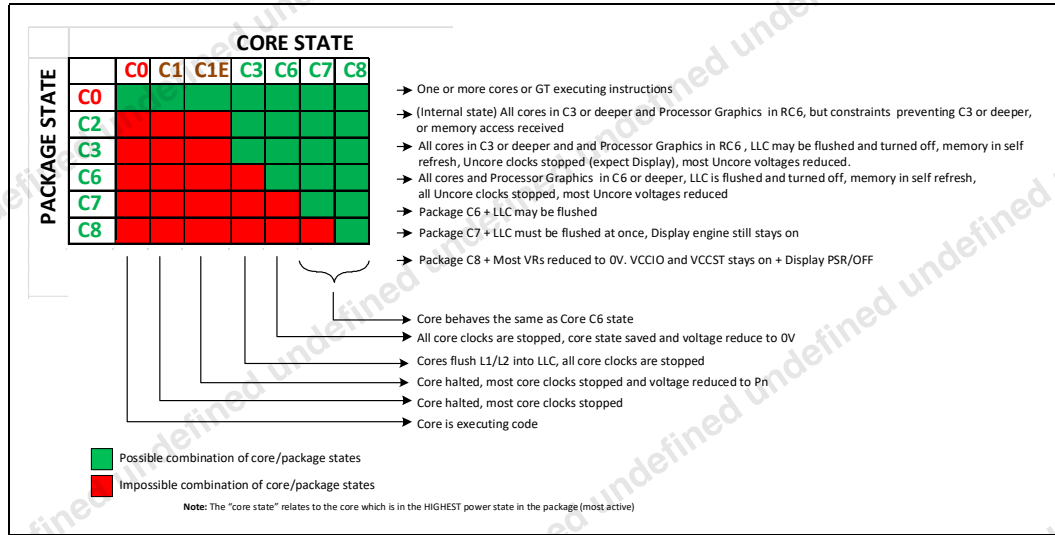 CORE STATE
PACKAGE STATE
C0 C1 C1E C3 C6 C7 C8
C0
C2
C3
C6
C7
C8
One or more cores or GT executing instructions
(Internal state) All cores in C3 or deeper and Processor Graphics in RC6, but constraints preventing C3 or deeper,
or memory access received
All cores in C3 or deeper and and Processor Graphics in RC6 , LLC may be flushed and turned off, memory in self
refresh, Uncore clocks stopped (expect Display), most Uncore voltages reduced.
All cores and Processor Graphics in C6 or deeper, LLC is flushed and turned off, memory in self refresh,
all Uncore clocks stopped, most Uncore voltages reduced
Package C6 + LLC may be flushed
Package C7 + LLC must be flushed at once, Display engine still stays on
Package C8 + Most VRs reduced to 0V. VCCIO and VCCST stays on + Display PSR/OFF
Core behaves the same as Core C6 state
All core clocks are stopped, core state saved and voltage reduce to 0V
Cores flush L1/L2 into LLC, all core clocks are stopped
Core halted, most core clocks stopped and voltage reduced to Pn
Core halted, most core clocks stopped
Core is executing code
Possible combination of core/package states
Impossible combination of core/package states
Note: The "core state" relates to the core which is in the HIGHEST power state in the package (most active)
undefined undefined undefined undefined
undefined undefined undefined undefined